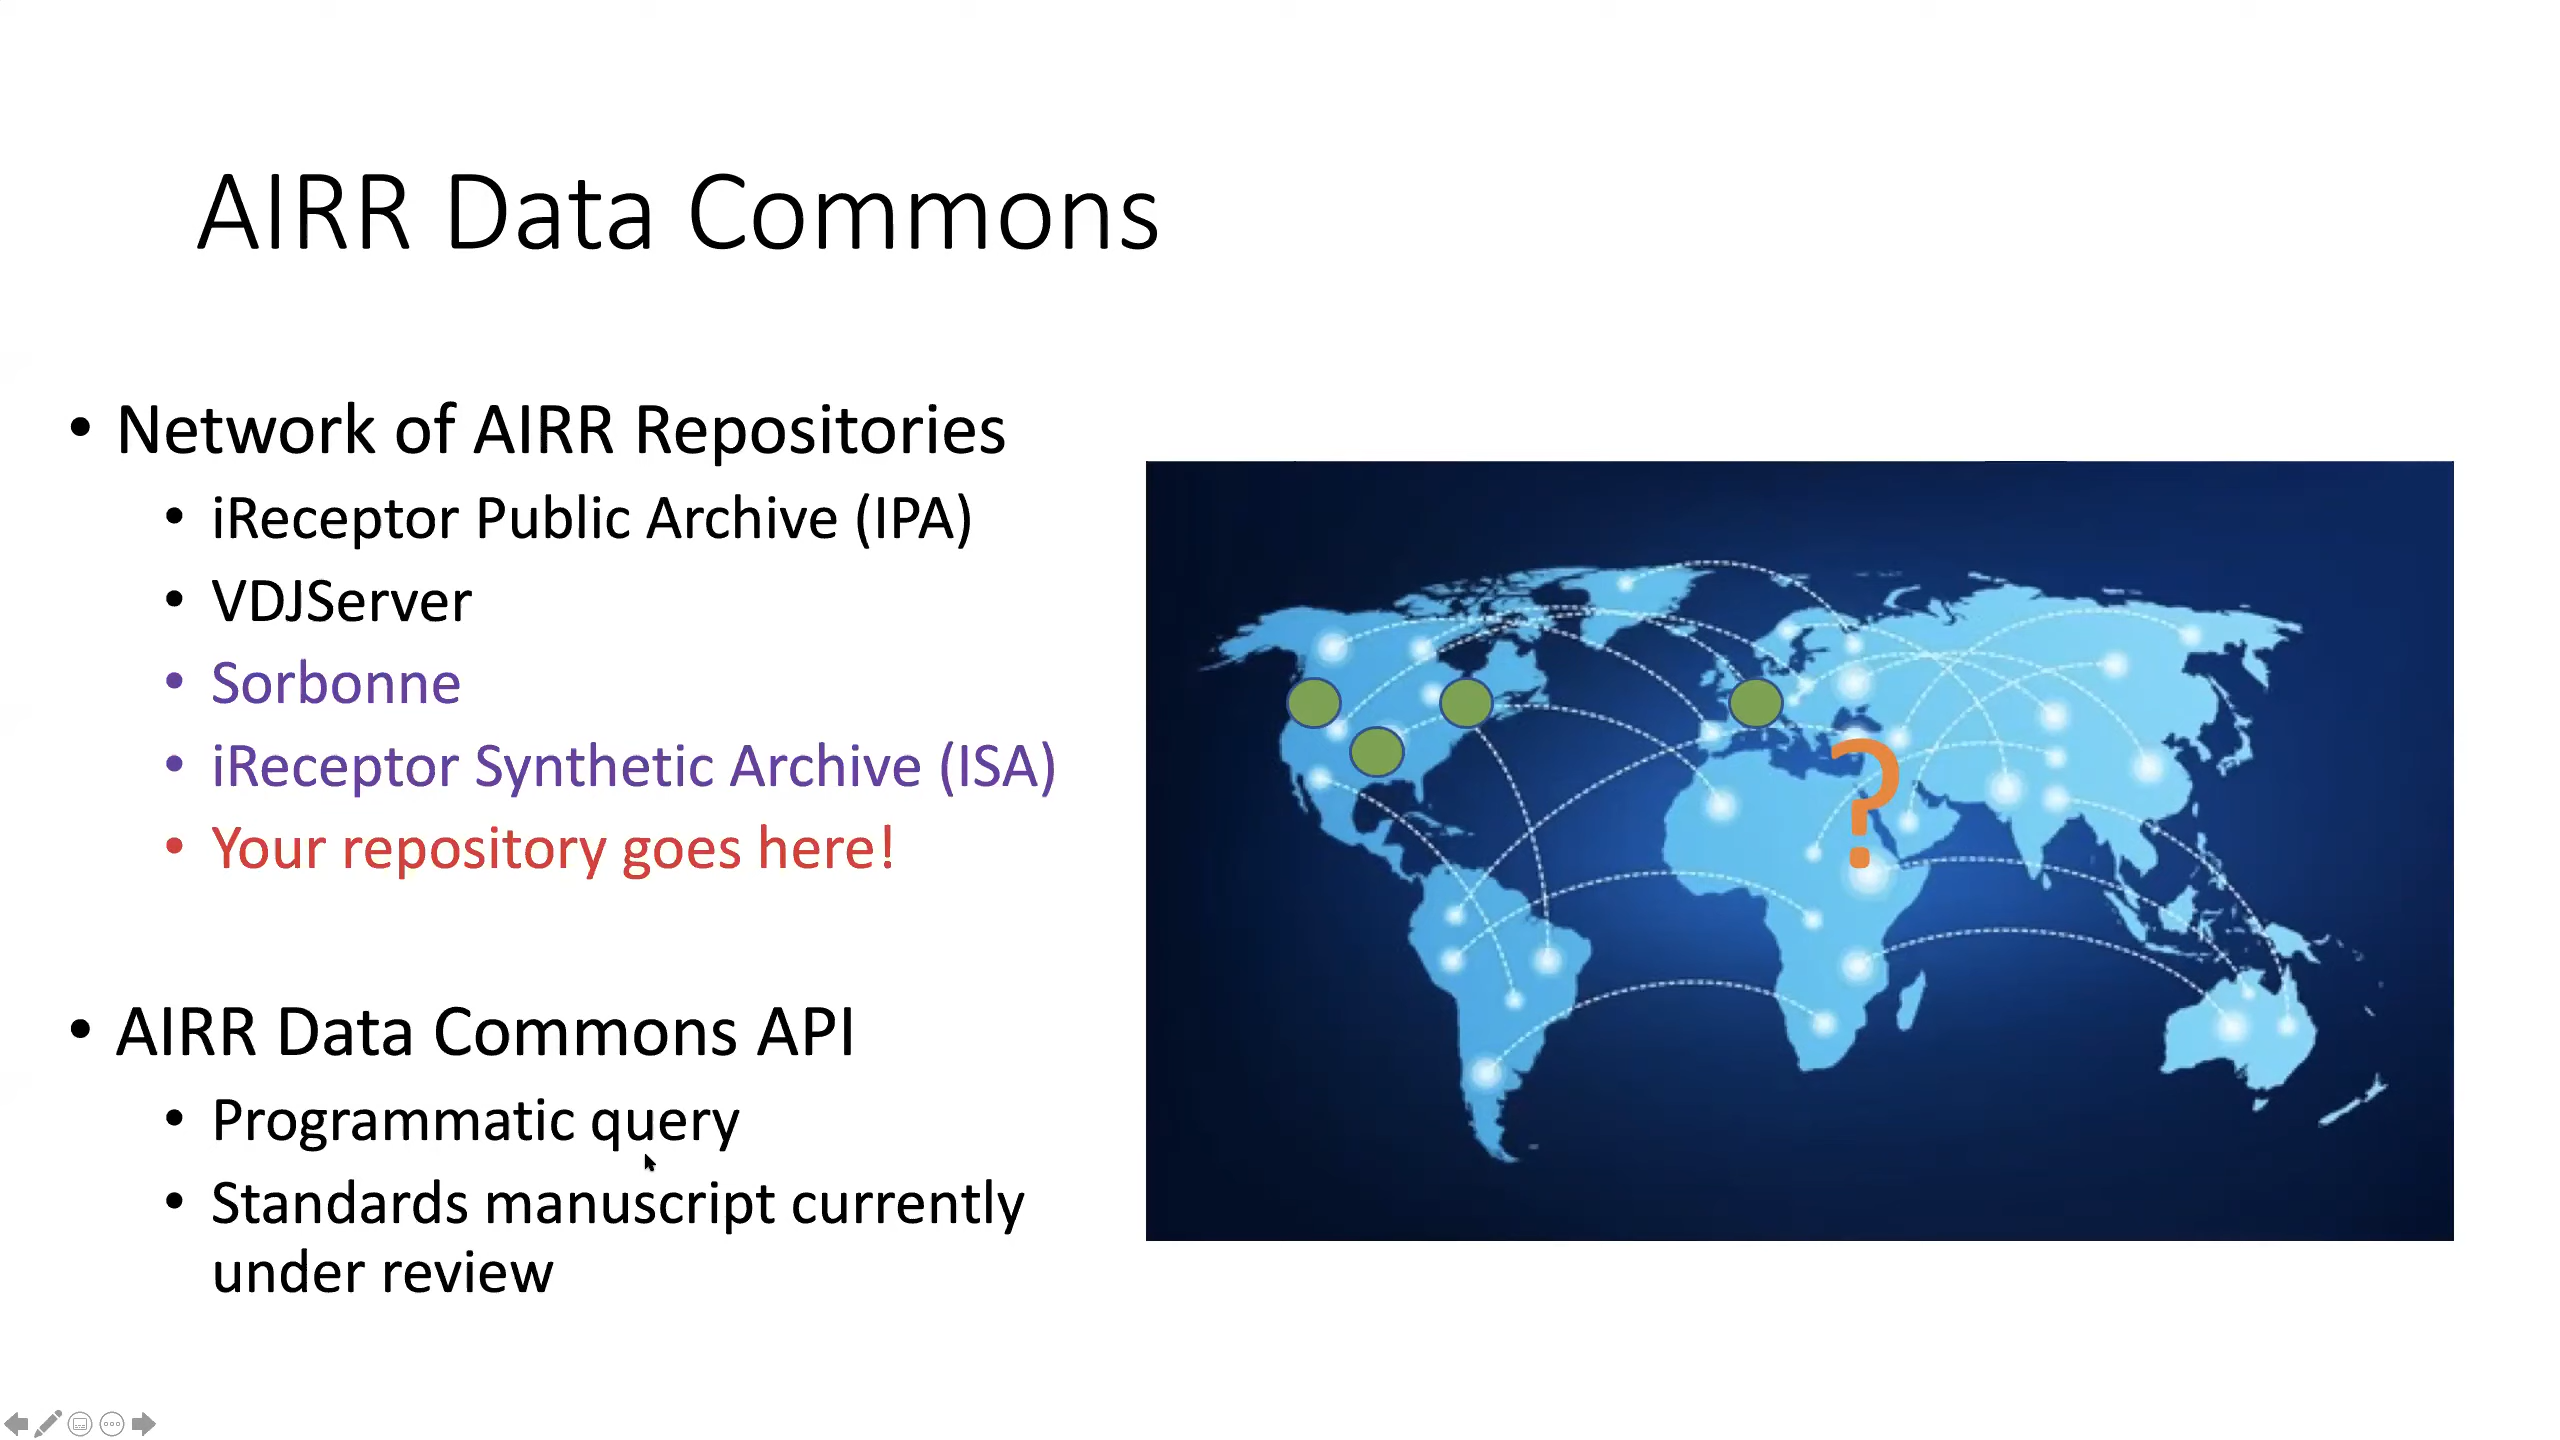 AIRR Data Commons
• Network of AIRR Repositories
• iReceptor Public Archive (IPA)
• VDJServer
• Sorbonne
• iReceptor Synthetic Archive (ISA)
• Your repository goes here!
• AIRR Data Commons API
• Programmatic query
• Standards manuscript currently
under review
?